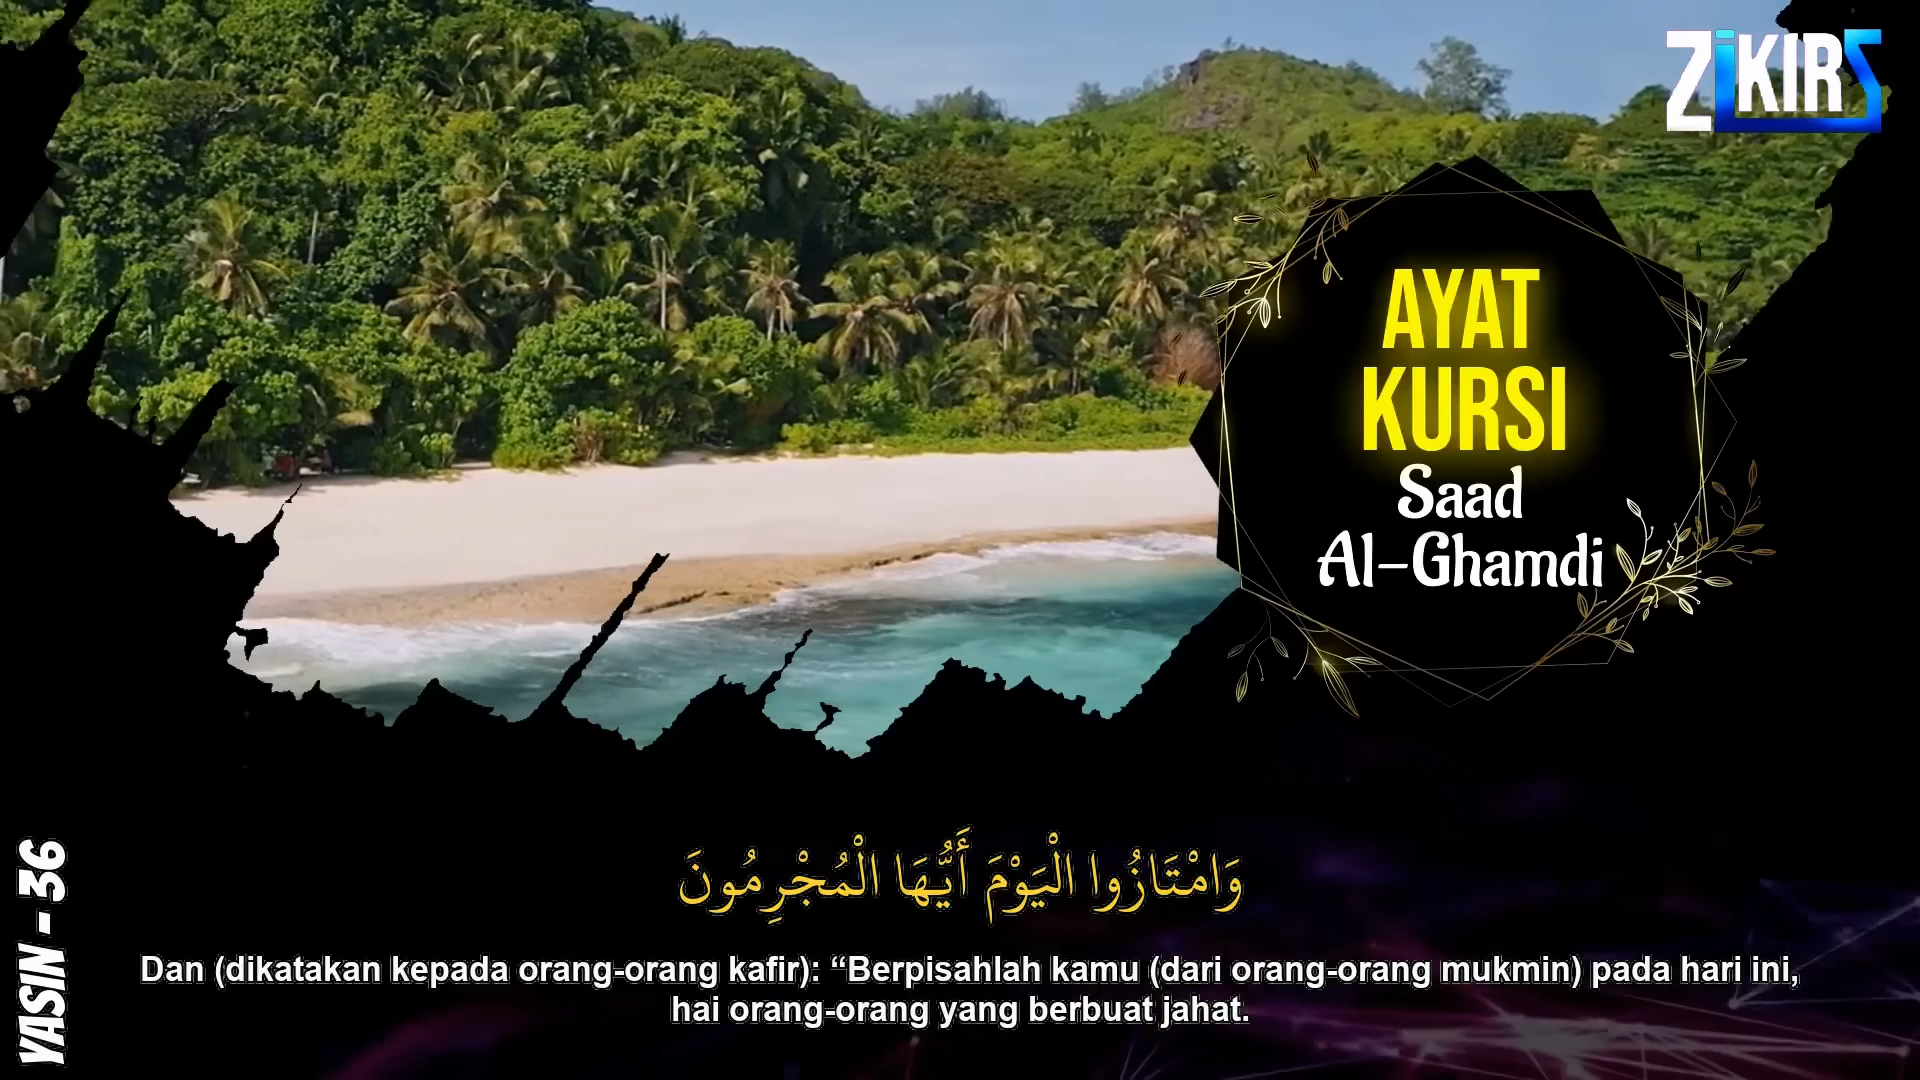 ZiKIRS
AYAT
KURSI
Saad
Al-Ghamdi
YASIN - 36
وَامْتَازُوا الْيَوْمَ أَيُّهَا الْمُجْرِمُونَ
Dan (dikatakan kepada orang-orang kafir): “Berpisahlah kamu (dari orang-orang mukmin) pada hari ini,
hai orang-orang yang berbuat jahat.